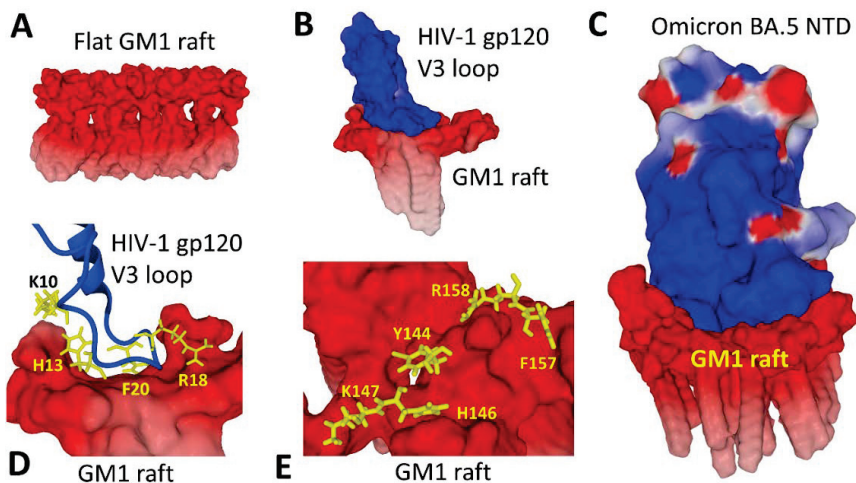 A
Flat GM1 raft
B
HIV-1 gp120
V3 loop
GM1 raft
C
Omicron BA.5 NTD
GM1 raft
HIV-1 gp120
V3 loop
K10
H13
F20
R18
D
GM1 raft
R158
Y144
F157
K147
H146
E
GM1 raft